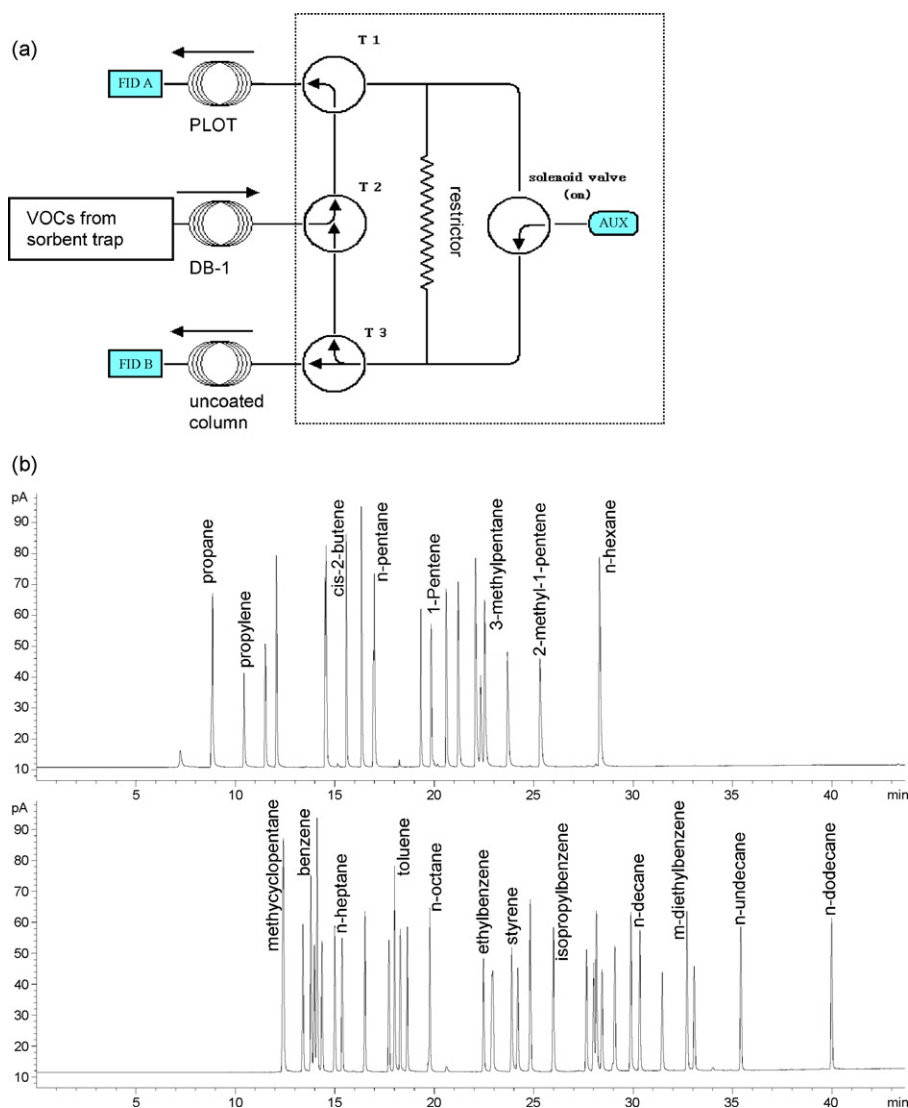 (a)
T 1
FID A
PLOT
T 2
restrictor
solenoid valve
(on)
VOCs from
sorbent trap
AUX
DB-1
T 3
FID B
uncoated
column
(b)
pA
90
80
70
60
50
40
30
20
10
propane
propylene
cis-2-butene
n-pentane
1-Pentene
3-methylpentane
2-methyl-1-pentene
n-hexane
0
5
10
15
20
25
30
35
40
min
pA
90
80
70
60
50
40
30
20
10
methycyclopentane
benzene
n-heptane
toluene
n-octane
ethylbenzene
styrene
isopropylbenzene
n-decane
m-diethylbenzene
n-undecane
n-dodecane
0
5
10
15
20
25
30
35
40
min